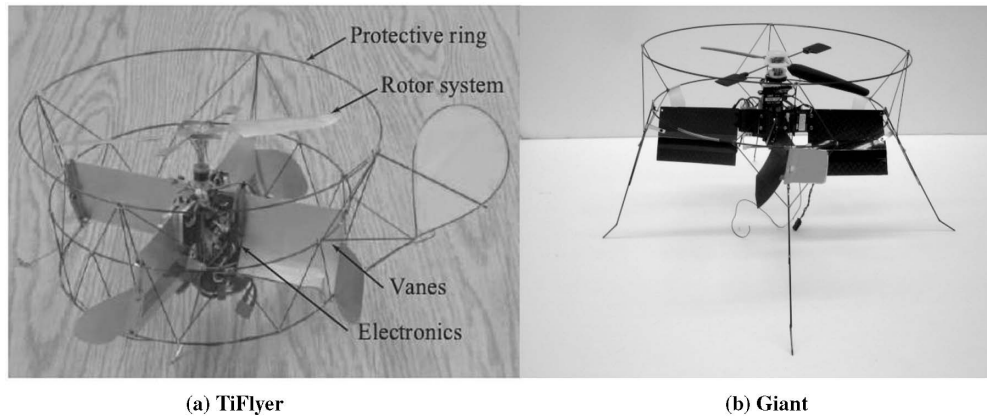 Protective ring
Rotor system
Vanes
Electronics
(a) TiFlyer
(b) Giant